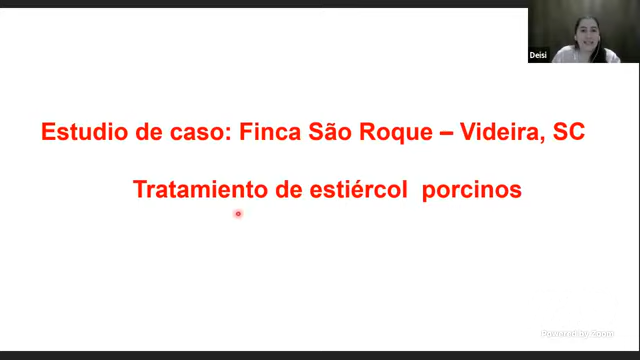 Deisi
Estudio de caso: Finca São Roque – Videira, SC
Tratamiento de estiércol porcinos
Powered by Zoom